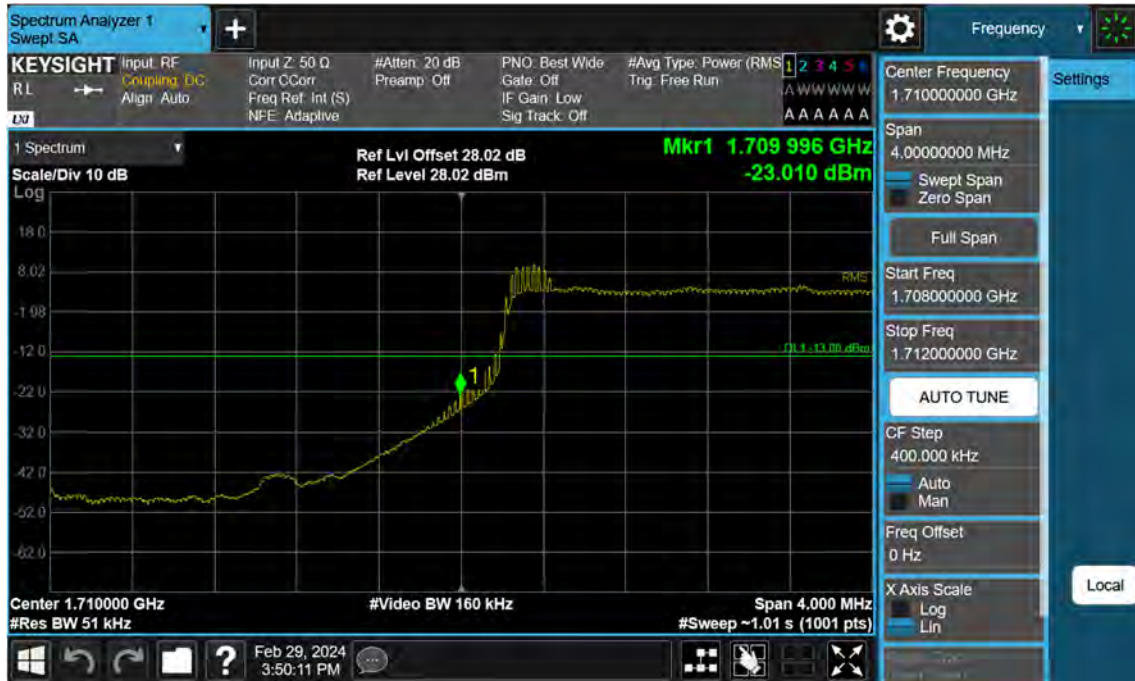 Spectrum Analyzer 1
Swept SA
+
Frequency
KEYSIGHT
RL
LXI
Input: RF
Coupling: DC
Align: Auto
Input Z: 50 Ω
Corr CCorr
Freq Ref: Int (S)
NFE: Adaptive
#Atten: 20 dB
Preamp: Off
PNO: Best Wide
Gate: Off
IF Gain: Low
Sig Track: Off
#Avg Type: Power (RMS
Trig: Free Run
1 2 3 4 5 6
A W W W W W
A A A A A A
1 Spectrum
Scale/Div 10 dB
Log
Ref Lvl Offset 28.02 dB
Ref Level 28.02 dBm
Mkr1 1.709 996 GHz
-23.010 dBm
18.0
8.02
-1.98
-12.0
-22.0
-32.0
-42.0
-52.0
-62.0
RMS
DL1 -13.00 dBm
1
Center 1.710000 GHz
#Res BW 51 kHz
#Video BW 160 kHz
Span 4.000 MHz
#Sweep ~1.01 s (1001 pts)
Center Frequency
1.710000000 GHz
Span
4.00000000 MHz
Swept Span
Zero Span
Full Span
Start Freq
1.708000000 GHz
Stop Freq
1.712000000 GHz
AUTO TUNE
CF Step
400.000 kHz
Auto
Man
Freq Offset
0 Hz
X Axis Scale
Log
Lin
Settings
Local
?
Feb 29, 2024
3:50:11 PM